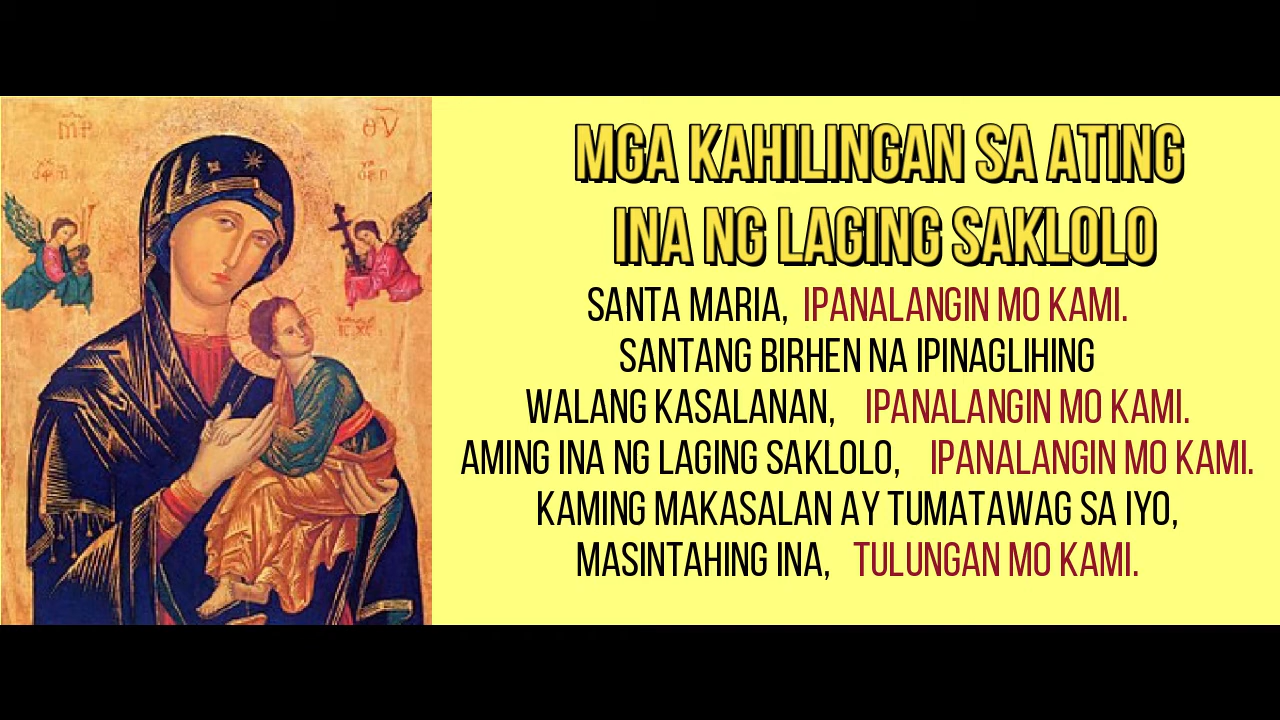 MGA KAHILINGAN SA ATING
INA NG LAGING SAKLOLO
SANTA MARIA, IPANALANGIN MO KAMI.
SANTANG BIRHEN NA IPINAGLIHING
WALANG KASALANAN, IPANALANGIN MO KAMI.
AMING INA NG LAGING SAKLOLO, IPANALANGIN MO KAMI.
KAMING MAKASALAN AY TUMATAWAG SA IYO,
MASINTAHING INA, TULUNGAN MO KAMI.